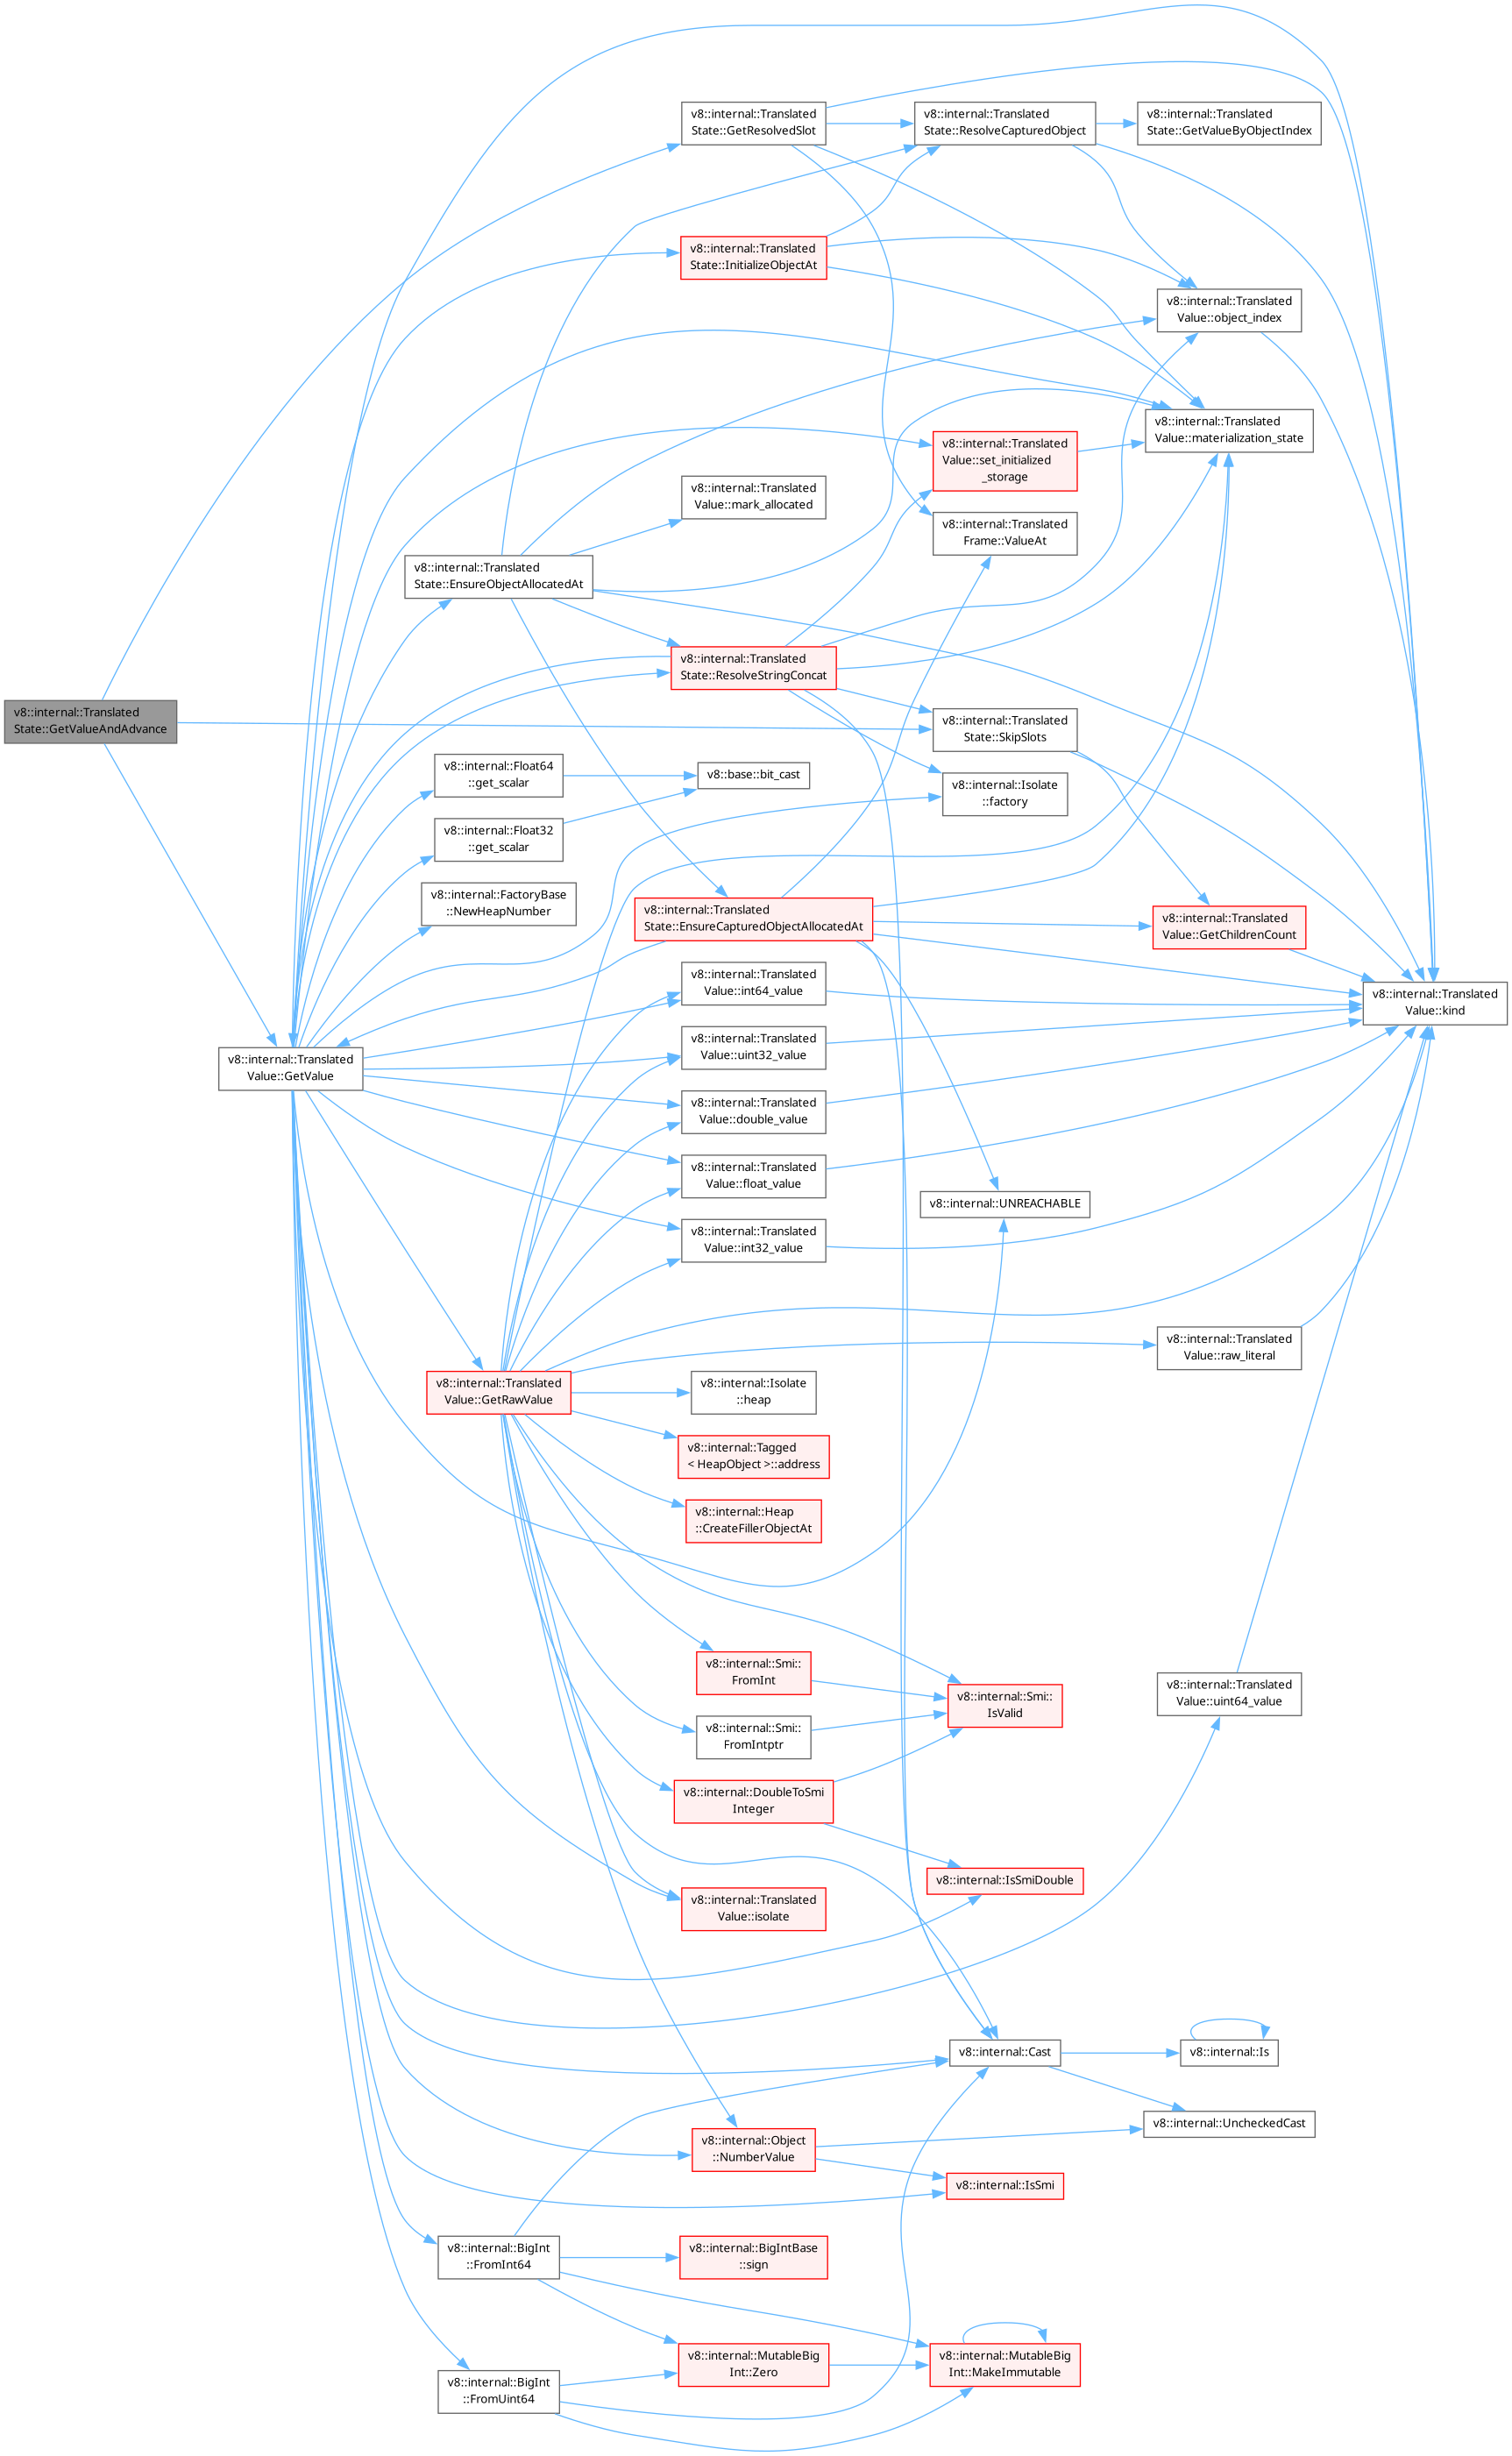 v8::internal::Translated
State::GetResolvedSlot
v8::internal::Translated
State::ResolveCapturedObject
v8::internal::Translated
State::GetValueByObjectIndex
v8::internal::Translated
State::InitializeObjectAt
v8::internal::Translated
Value::object_index
v8::internal::Translated
Value::materialization_state
v8::internal::Translated
Value::set_initialized
_storage
v8::internal::Translated
Value::mark_allocated
v8::internal::Translated
Frame::ValueAt
v8::internal::Translated
State::EnsureObjectAllocatedAt
v8::internal::Translated
State::ResolveStringConcat
v8::internal::Translated
State::GetValueAndAdvance
v8::internal::Translated
State::SkipSlots
v8::internal::Float64
::get_scalar
v8::base::bit_cast
v8::internal::Isolate
::factory
v8::internal::Float32
::get_scalar
v8::internal::FactoryBase
::NewHeapNumber
v8::internal::Translated
State::EnsureCapturedObjectAllocatedAt
v8::internal::Translated
Value::GetChildrenCount
v8::internal::Translated
Value::int64_value
v8::internal::Translated
Value::kind
v8::internal::Translated
Value::uint32_value
v8::internal::Translated
Value::GetValue
v8::internal::Translated
Value::double_value
v8::internal::Translated
Value::float_value
v8::internal::UNREACHABLE
v8::internal::Translated
Value::int32_value
v8::internal::Translated
Value::raw_literal
v8::internal::Translated
Value::GetRawValue
v8::internal::Isolate
::heap
v8::internal::Tagged
< HeapObject >::address
v8::internal::Heap
::CreateFillerObjectAt
v8::internal::Smi::
FromInt
v8::internal::Smi::
IsValid
v8::internal::Translated
Value::uint64_value
v8::internal::Smi::
FromIntptr
v8::internal::DoubleToSmi
Integer
v8::internal::IsSmiDouble
v8::internal::Translated
Value::isolate
v8::internal::Cast
v8::internal::Is
v8::internal::UncheckedCast
v8::internal::Object
::NumberValue
v8::internal::IsSmi
v8::internal::BigInt
::FromInt64
v8::internal::BigIntBase
::sign
v8::internal::MutableBig
Int::Zero
v8::internal::MutableBig
Int::MakeImmutable
v8::internal::BigInt
::FromUint64